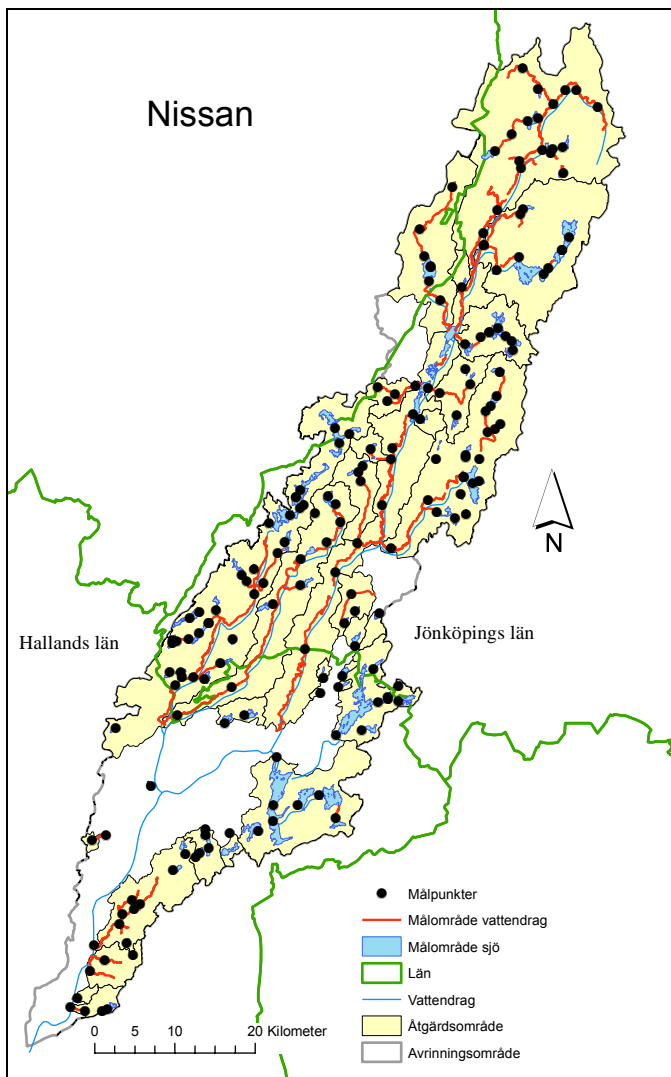 Nissan
N
Hallands län
Jönköpings län
Målpunkter
Målområde vattendrag
Målområde sjö
Län
Vattendrag
Åtgärdsområde
Avrinningsområde
0 5 10 20 Kilometer